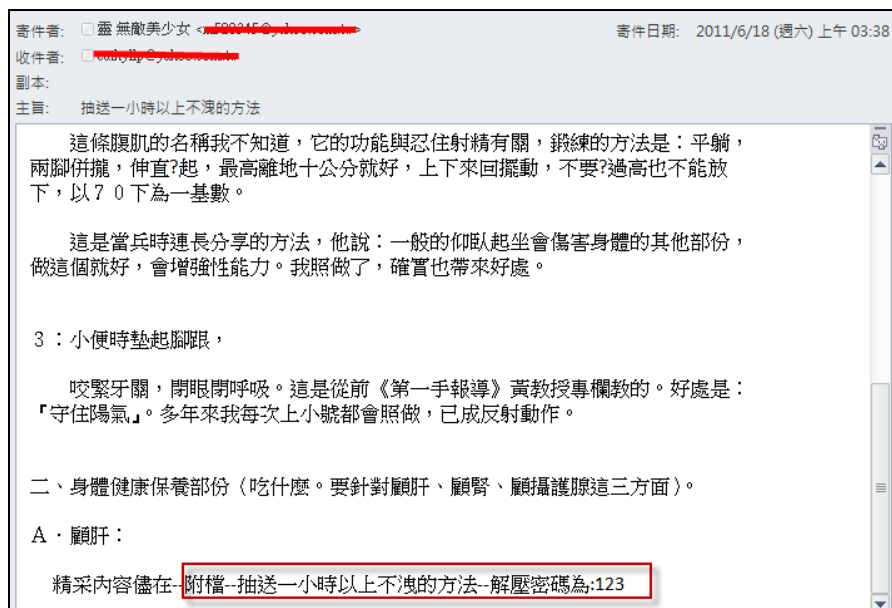 寄件者: 靈 無敵美少女
寄件日期: 2011/6/18 (週六) 上午 03:38
收件者:
副本:
主旨: 抽送一小時以上不洩的方法
這條腹肌的名稱我不知道,它的功能與忍住射精有關,鍛練的方法是:平躺,
兩腳併攏,伸直?起,最高離地十公分就好,上下來回擺動,不要?過高也不能放
下,以70下為一基數。
這是當兵時連長分享的方法,他說:一般的仰臥起坐會傷害身體的其他部份,
做這個就好,會增強性能力。我照做了,確實也帶來好處。
3:小便時墊起腳跟,
咬緊牙關,閉眼閉呼吸。這是從前《第一手報導》黃教授專欄教的。好處是:
「守住陽氣」。多年來我每次上小號都會照做,已成反射動作。
二、身體健康保養部份(吃什麼。要針對顧肝、顧腎、顧攝護腺這三方面)。
A.顧肝:
精采內容儘在--附檔--抽送一小時以上不洩的方法--解壓密碼為:123